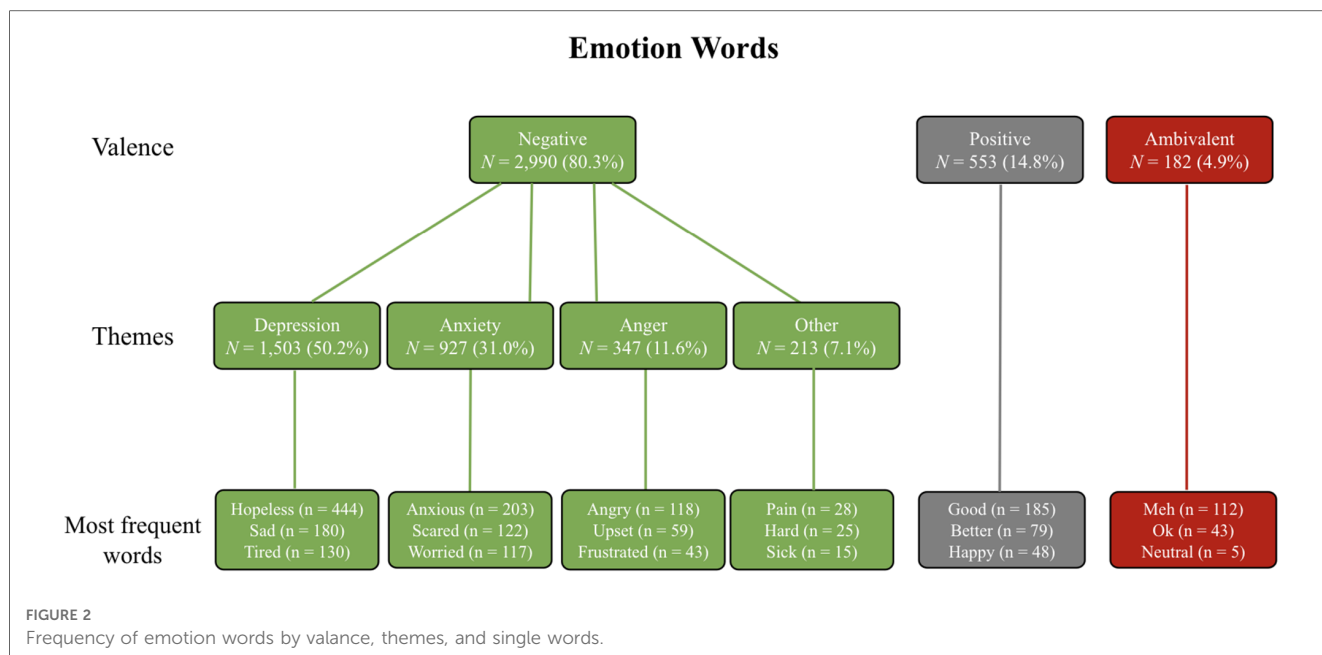 Emotion Words
Valence
Negative
N = 2,990 (80.3%)
Positive
N = 553 (14.8%)
Ambivalent
N = 182 (4.9%)
Themes
Depression
N = 1,503 (50.2%)
Anxiety
N = 927 (31.0%)
Anger
N = 347 (11.6%)
Other
N = 213 (7.1%)
Most frequent
words
Hopeless (n = 444)
Sad (n = 180)
Tired (n = 130)
Anxious (n = 203)
Scared (n = 122)
Worried (n = 117)
Angry (n = 118)
Upset (n = 59)
Frustrated (n = 43)
Pain (n = 28)
Hard (n = 25)
Sick (n = 15)
Good (n = 185)
Better (n = 79)
Happy (n = 48)
Meh (n = 112)
Ok (n = 43)
Neutral (n = 5)
FIGURE 2
Frequency of emotion words by valance, themes, and single words.